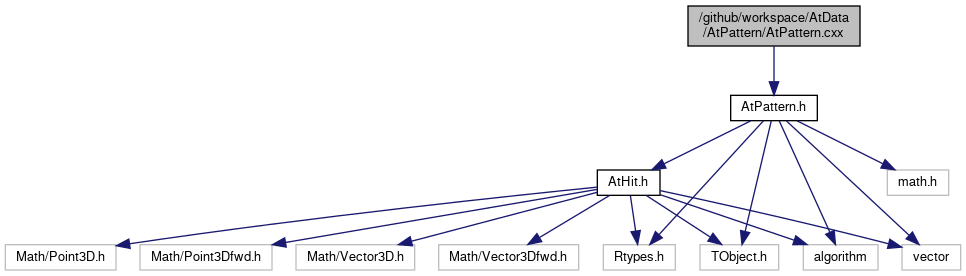 /github/workspace/AtData
/AtPattern/AtPattern.cxx
AtPattern.h
AtHit.h
math.h
Math/Point3D.h
Math/Point3Dfwd.h
Math/Vector3D.h
Math/Vector3Dfwd.h
Rtypes.h
TObject.h
algorithm
vector